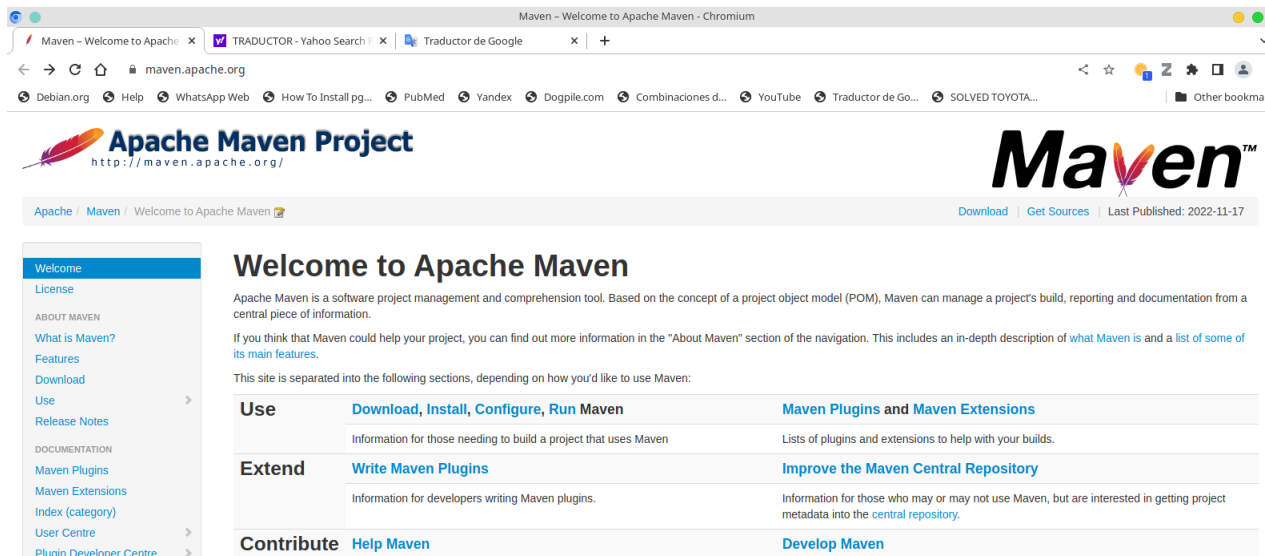 Maven – Welcome to Apache Maven - Chromium
Maven – Welcome to Apache
TRADUCTOR - Yahoo Search
Traductor de Google
maven.apache.org
1
Debian.org
Help
WhatsApp Web
How To Install pg...
PubMed
Yandex
Dogpile.com
Combinaciones d...
YouTube
Traductor de Go...
SOLVED TOYOTA...
Other bookma
Apache Maven Project
http://maven.apache.org/
Maven™
Apache / Maven / Welcome to Apache Maven
Download | Get Sources | Last Published: 2022-11-17
Welcome
License
ABOUT MAVEN
What is Maven?
Features
Download
Use
Release Notes
DOCUMENTATION
Maven Plugins
Maven Extensions
Index (category)
User Centre
Plugin Developer Centre
Welcome to Apache Maven
Apache Maven is a software project management and comprehension tool. Based on the concept of a project object model (POM), Maven can manage a project's build, reporting and documentation from a
central piece of information.
If you think that Maven could help your project, you can find out more information in the "About Maven" section of the navigation. This includes an in-depth description of what Maven is and a list of some of
its main features.
This site is separated into the following sections, depending on how you'd like to use Maven:
Use
Download, Install, Configure, Run Maven
Information for those needing to build a project that uses Maven
Maven Plugins and Maven Extensions
Lists of plugins and extensions to help with your builds.
Extend
Write Maven Plugins
Information for developers writing Maven plugins.
Improve the Maven Central Repository
Information for those who may or may not use Maven, but are interested in getting project
metadata into the central repository.
Contribute
Help Maven
Develop Maven